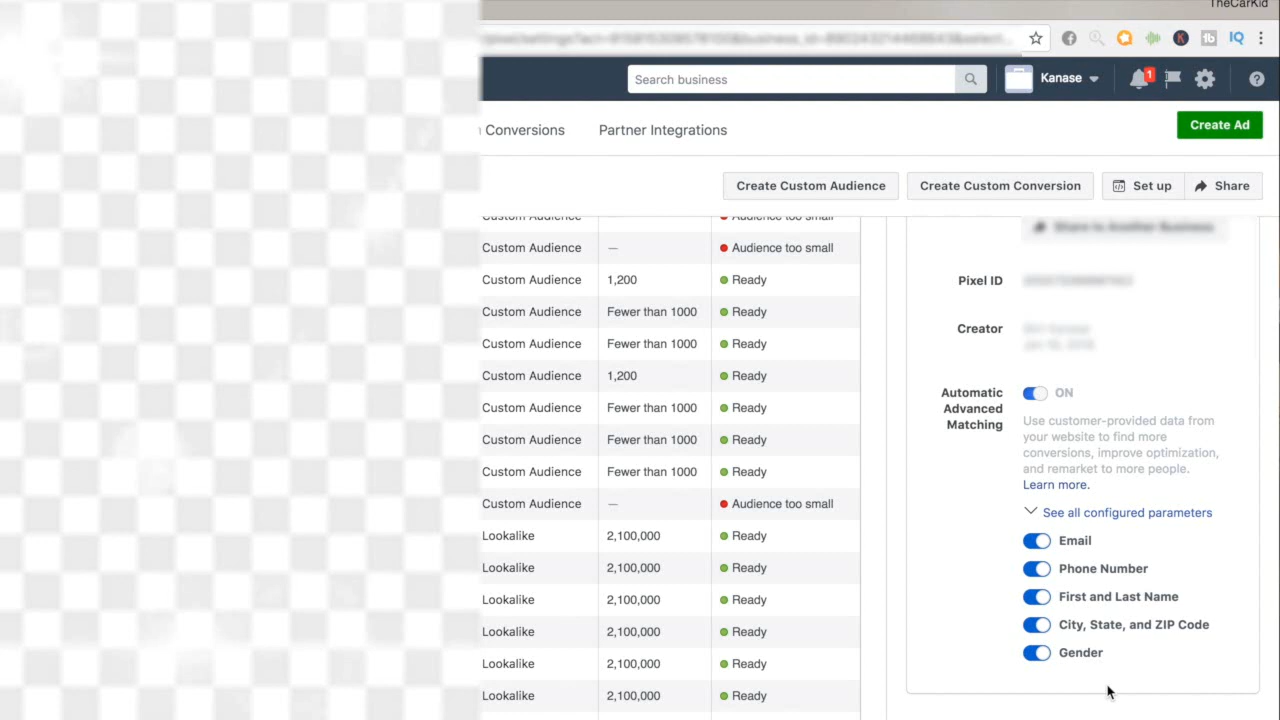 TheCarKid
Search business
Kanase
1
Conversions
Partner Integrations
Create Ad
Create Custom Audience
Create Custom Conversion
Set up
Share
Custom Audience
Audience too small
Custom Audience — Audience too small
Custom Audience 1,200 Ready
Custom Audience Fewer than 1000 Ready
Custom Audience Fewer than 1000 Ready
Custom Audience 1,200 Ready
Custom Audience Fewer than 1000 Ready
Custom Audience Fewer than 1000 Ready
Custom Audience Fewer than 1000 Ready
Custom Audience — Audience too small
Lookalike 2,100,000 Ready
Lookalike 2,100,000 Ready
Lookalike 2,100,000 Ready
Lookalike 2,100,000 Ready
Lookalike 2,100,000 Ready
Lookalike 2,100,000 Ready
Share to Another Business
Pixel ID
Creator
Automatic
Advanced
Matching
ON
Use customer-provided data from
your website to find more
conversions, improve optimization,
and remarket to more people.
Learn more.
See all configured parameters
Email
Phone Number
First and Last Name
City, State, and ZIP Code
Gender